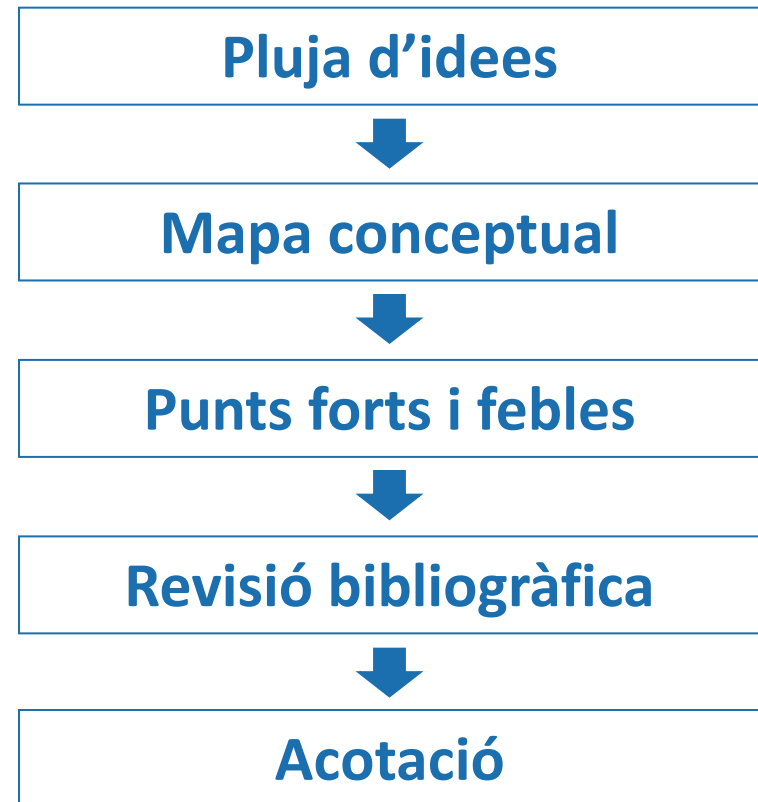 Pluja d’idees
Mapa conceptual
Punts forts i febles
Revisió bibliogràfica
Acotació